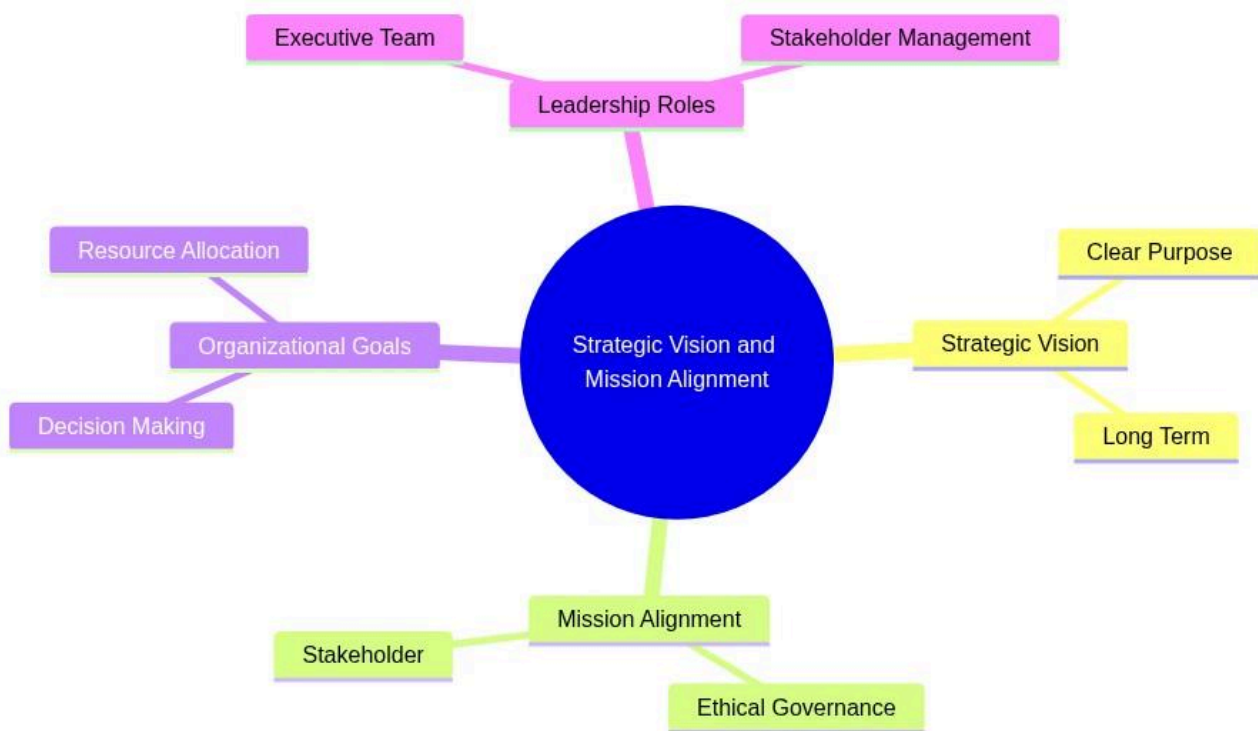 Executive Team
Stakeholder Management
Leadership Roles
Resource Allocation
Clear Purpose
Organizational Goals
Strategic Vision and
Mission Alignment
Strategic Vision
Decision Making
Long Term
Mission Alignment
Stakeholder
Ethical Governance